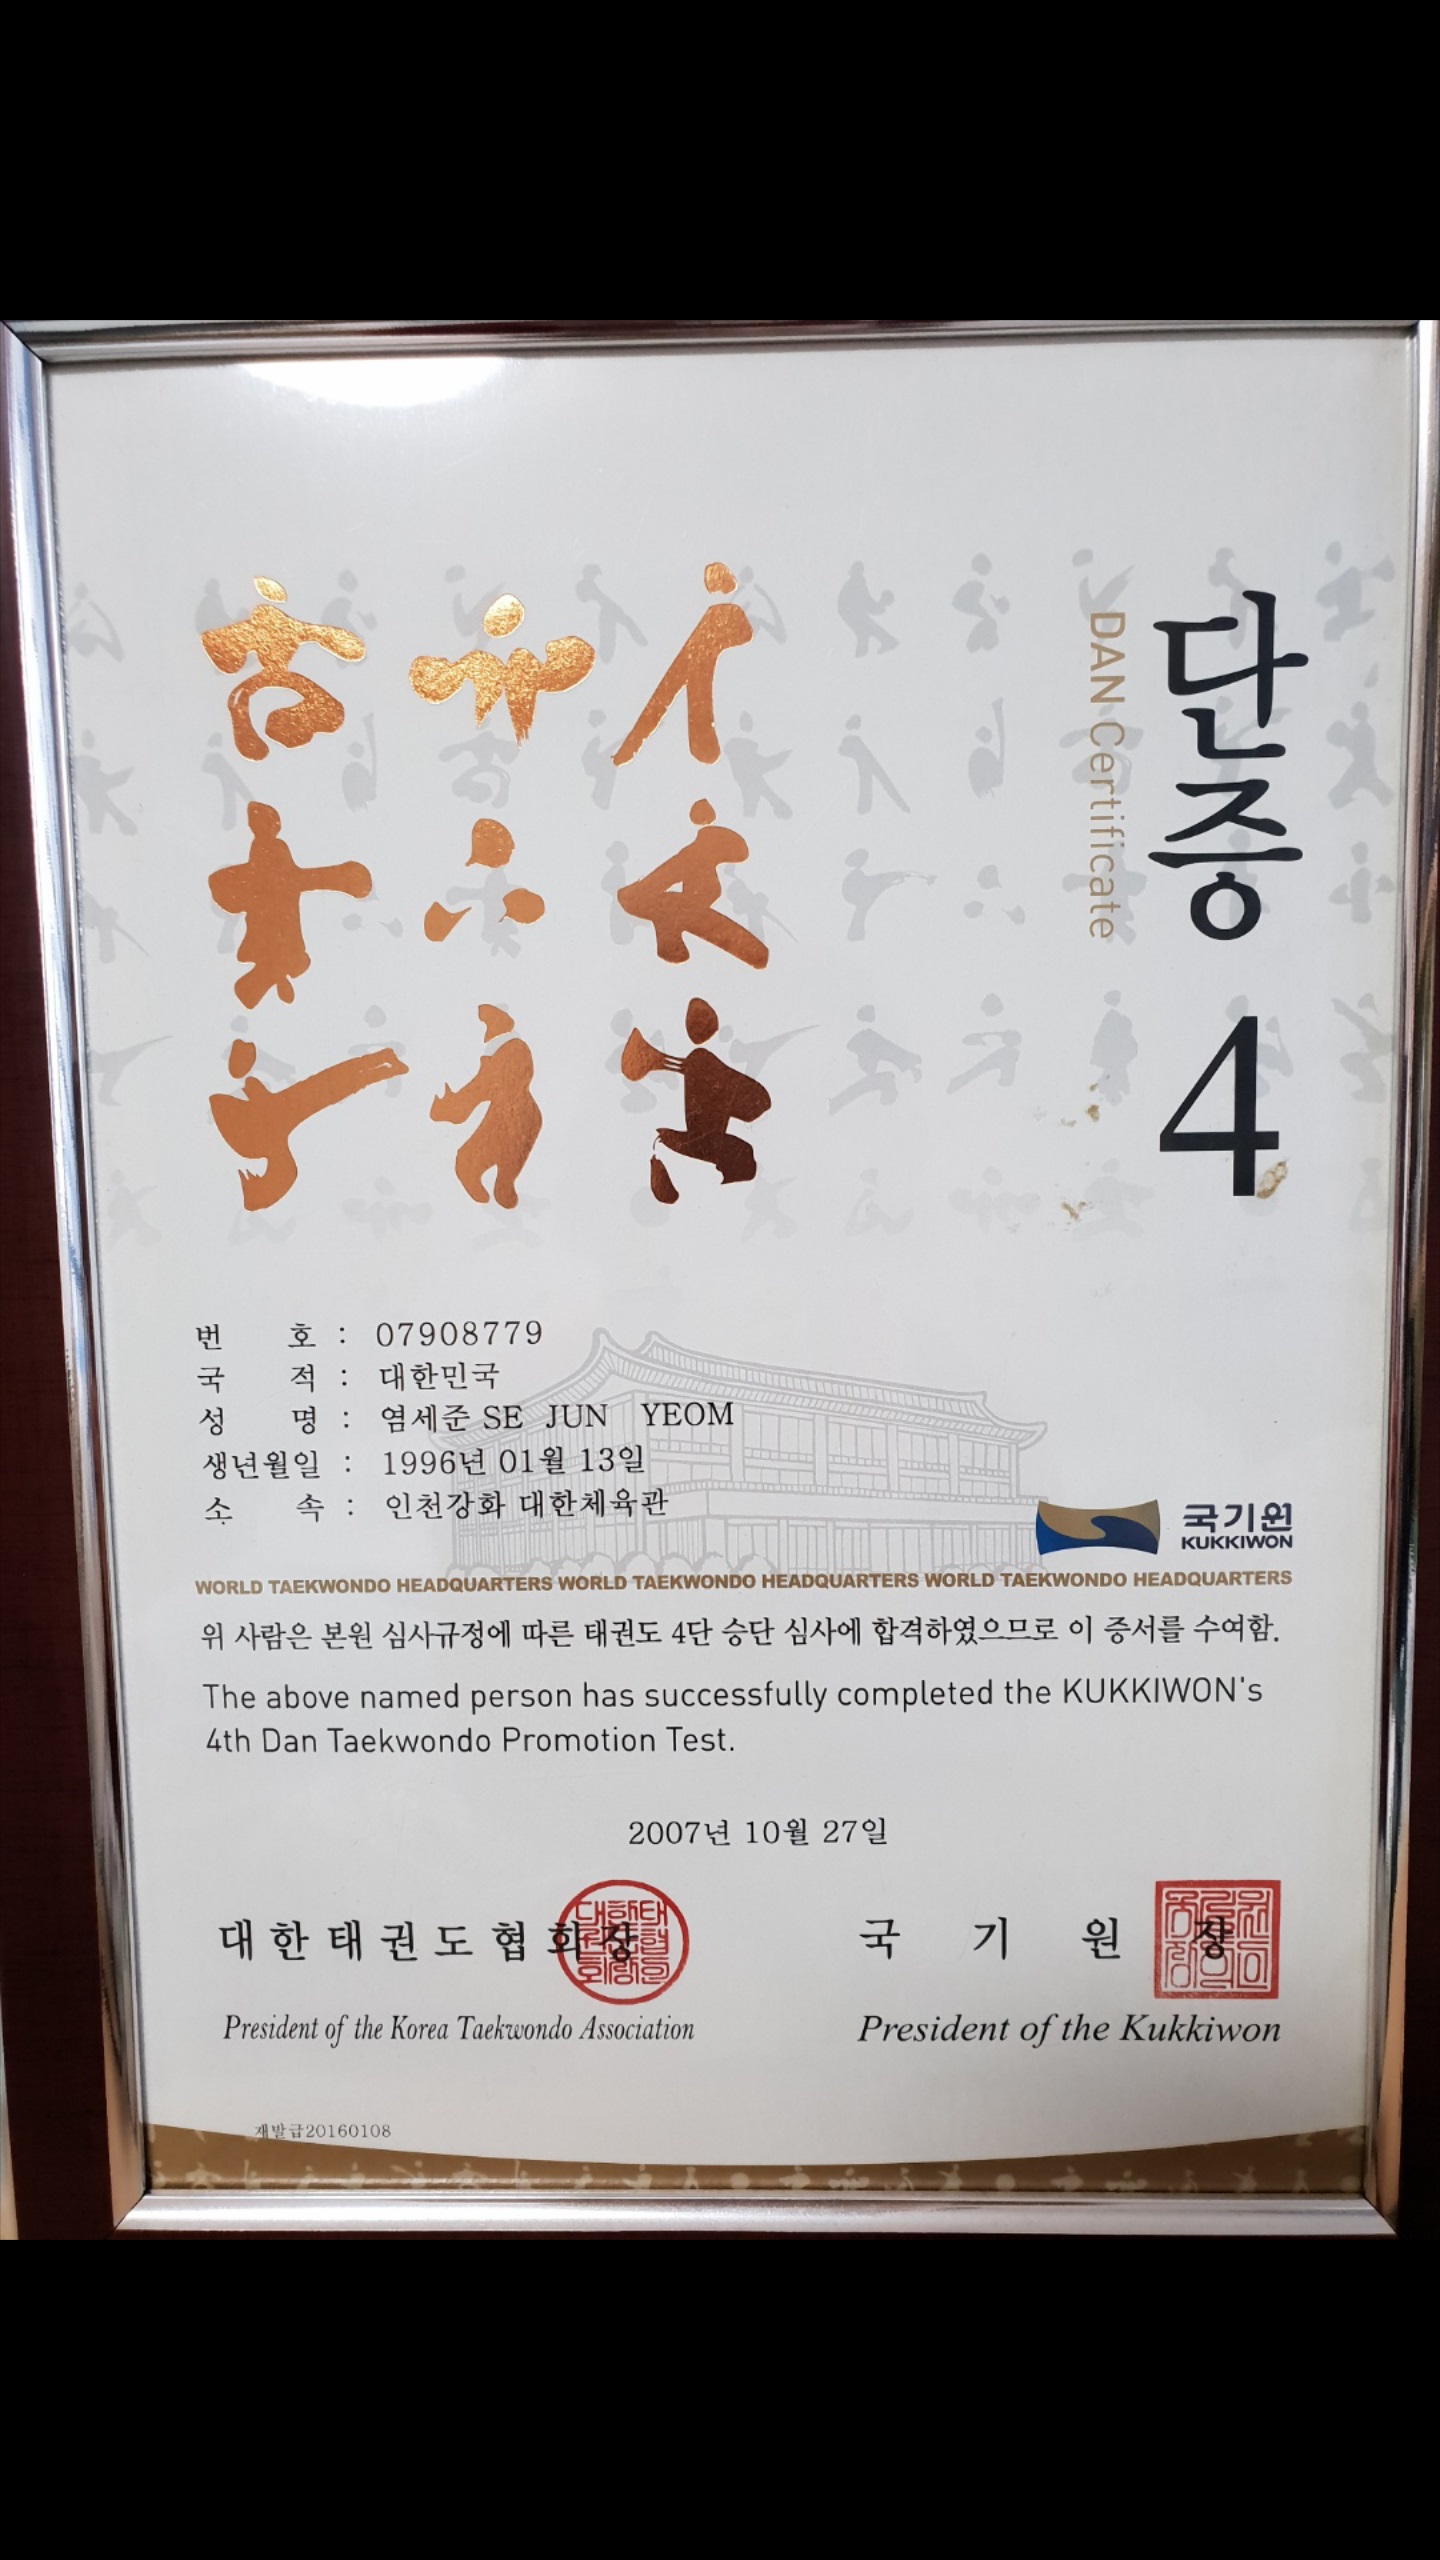 단증 4
DAN Certificate
번 호 : 07908779
국 적 : 대한민국
성 명 : 염세준 SE JUN YEOM
생년월일 : 1996년 01월 13일
소 속 : 인천강화 대한체육관
국기원
KUKKIWON
WORLD TAEKWONDO HEADQUARTERS WORLD TAEKWONDO HEADQUARTERS WORLD TAEKWONDO HEADQUARTERS
위 사람은 본원 심사규정에 따른 태권도 4단 승단 심사에 합격하였으므로 이 증서를 수여함.
The above named person has successfully completed the KUKKIWON's
4th Dan Taekwondo Promotion Test.
2007년 10월 27일
대한태권도협회장
President of the Korea Taekwondo Association
국 기 원 장
President of the Kukkiwon
재발급20160108